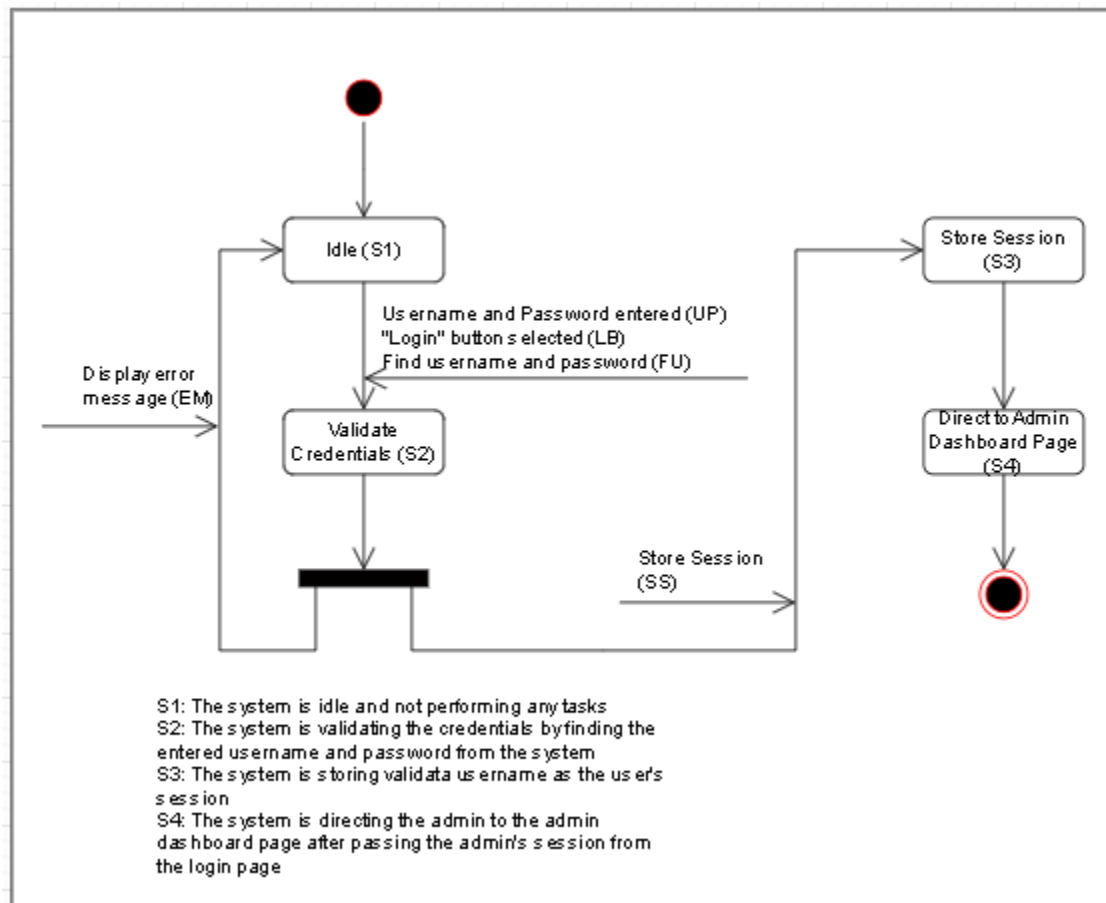 Idle (S1)
Store Session
(S3)
Username and Password entered (UP)
"Login" button selected (LB)
Find username and password (FU)
Display error
message (EM)
Validate
Credentials (S2)
Direct to Admin
Dashboard Page
(S4)
Store Session
(SS)
S1: The system is idle and not performing any tasks
S2: The system is validating the credentials by finding the
entered username and password from the system
S3: The system is storing validata username as the user's
session
S4: The system is directing the admin to the admin
dashboard page after passing the admin's session from
the login page